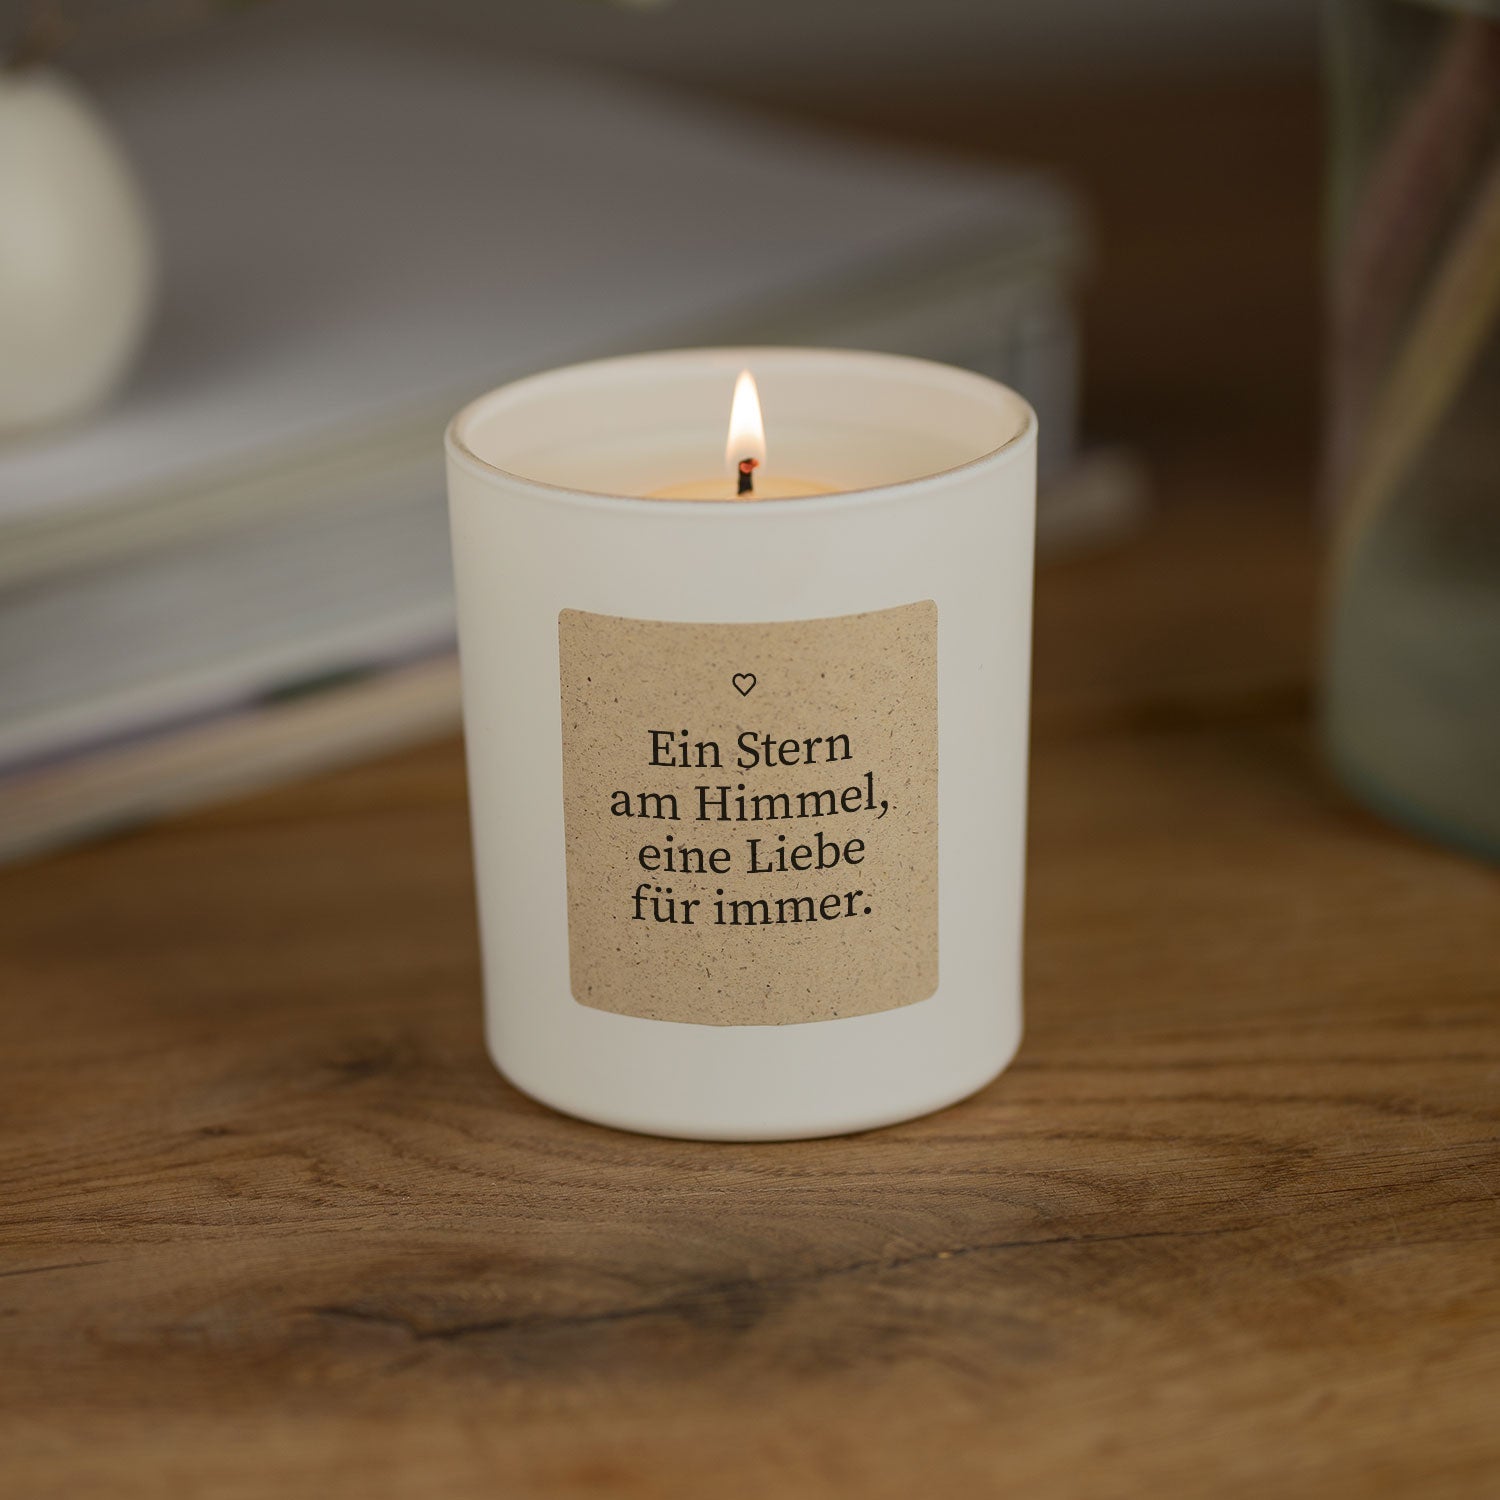 Ein Stern
am Himmel,
eine Liebe
für immer.